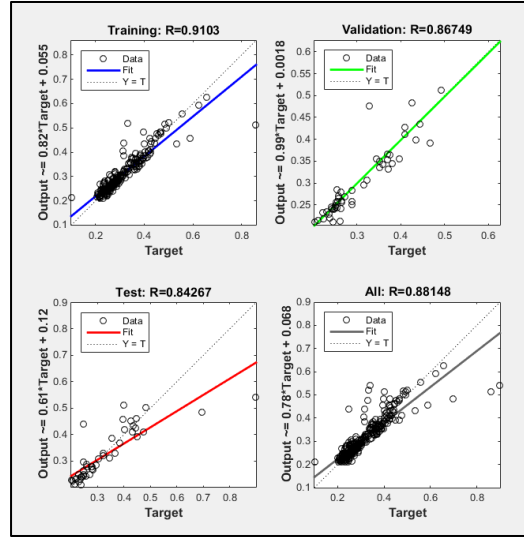 Training: R=0.9103
Output ~= 0.82*Target + 0.055
0.8
0.7
0.6
0.5
0.4
0.3
0.2
0.1
Data
Fit
Y = T
0.2
0.4
0.6
0.8
Target
Validation: R=0.86749
Output ~= 0.99*Target + 0.0018
0.6
0.55
0.5
0.45
0.4
0.35
0.3
0.25
Data
Fit
Y = T
0.2
0.3
0.4
0.5
0.6
Target
Test: R=0.84267
Output ~= 0.61*Target + 0.12
0.9
0.8
0.7
0.6
0.5
0.4
0.3
Data
Fit
Y = T
0.3
0.4
0.5
0.6
0.7
0.8
Target
All: R=0.88148
Output ~= 0.78*Target + 0.068
0.9
0.8
0.7
0.6
0.5
0.4
0.3
0.2
0.1
Data
Fit
Y = T
0.2
0.4
0.6
0.8
Target